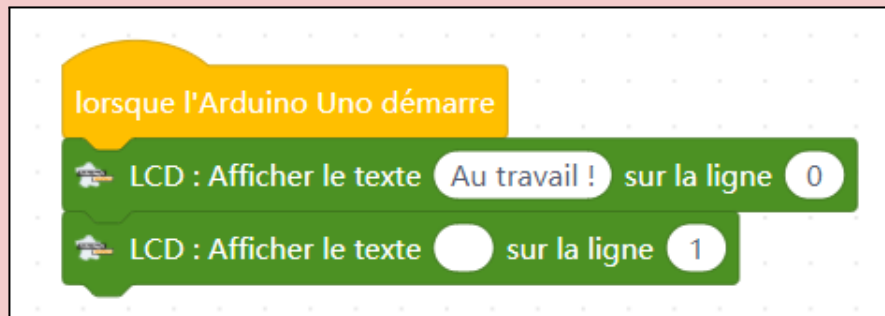 lorsque l'Arduino Uno démarre
LCD : Afficher le texte Au travail ! sur la ligne 0
LCD : Afficher le texte sur la ligne 1